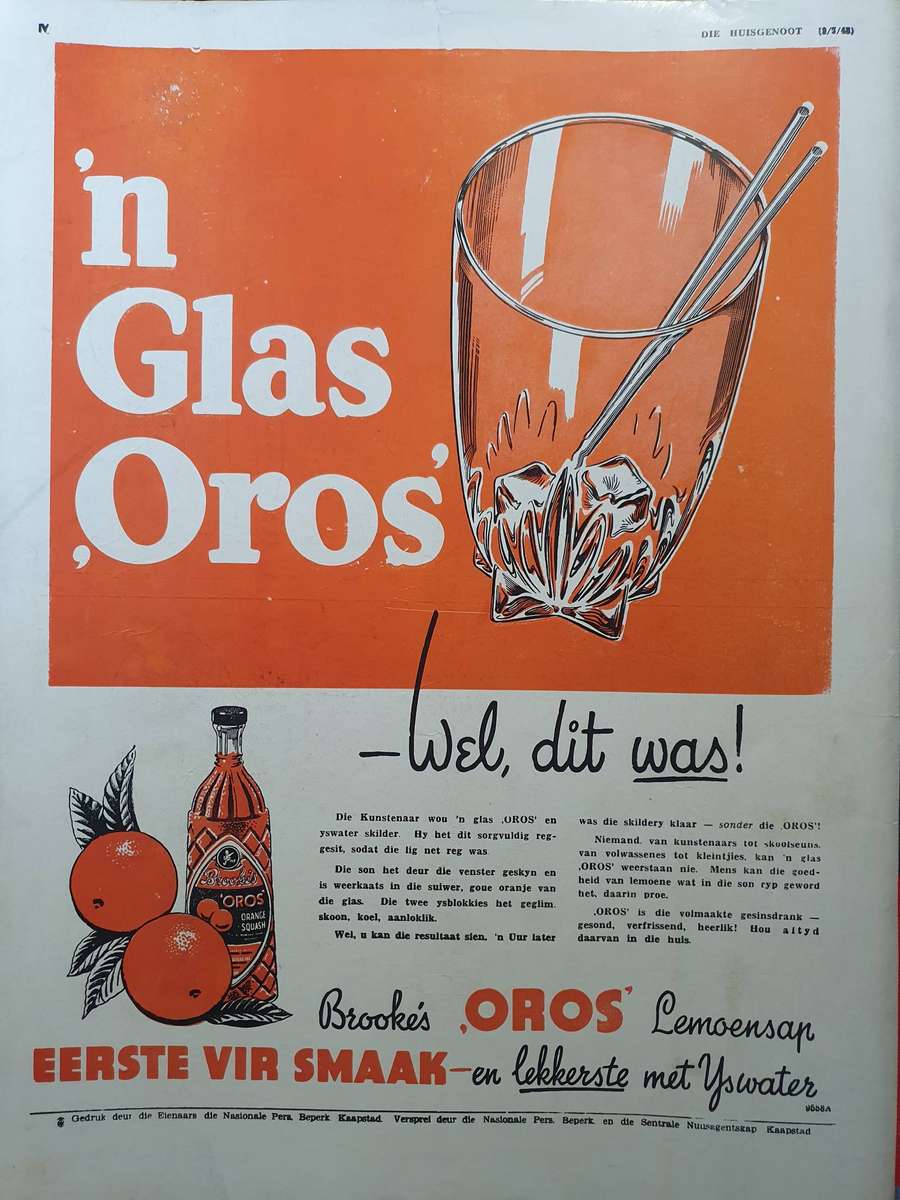 IV
DIE HUISGENOOT (9/7/48)
'n
Glas
‚Oros'
—Wel, dit was!
Die Kunstenaar wou 'n glas ‚OROS' en
yswater skilder. Hy het dit sorgvuldig reg-
gesit, sodat die lig net reg was.
Die son het deur die venster geskyn en
is weerkaats in die suiwer, goue oranje van
die glas. Die twee ysblokkies het geglim,
skoon, koel, aanloklik.
Wel, u kan die resultaat sien. 'n Uur later
was die skildery klaar — sonder die ‚OROS'!
Niemand, van kunstenaars tot skoolseuns,
van volwassenes tot kleintjies, kan 'n glas
‚OROS' weerstaan nie. Mens kan die goed-
heid van lemoene wat in die son ryp geword
het, daarin proe.
‚OROS' is die volmaakte gesinsdrank —
gesond, verfrissend, heerlik! Hou altyd
daarvan in die huis.
Brooke's
'OROS'
ORANGE
SQUASH
Brooke's ‚OROS' Lemoensap
EERSTE VIR SMAAK—en lekkerste met Yswater
9658A
Gedruk deur die Eienaars die Nasionale Pers, Beperk, Kaapstad. Versprei deur die Nasionale Pers, Beperk, en die Sentrale Nuusagentskap Kaapstad